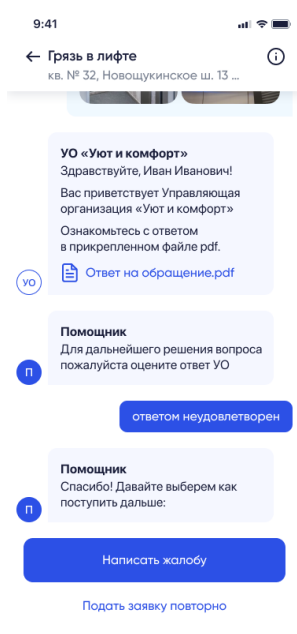 9:41
Грязь в лифте
кв. № 32, Новощукинское ш. 13 ...
УО «Уют и комфорт»
Здравствуйте, Иван Иванович!
Вас приветствует Управляющая
организация «Уют и комфорт»
Ознакомьтесь с ответом
в прикрепленном файле pdf.
Ответ на обращение.pdf
УО
Помощник
Для дальнейшего решения вопроса
пожалуйста оцените ответ УО
П
ответом неудовлетворен
Помощник
Спасибо! Давайте выберем как
поступить дальше:
П
Написать жалобу
Подать заявку повторно